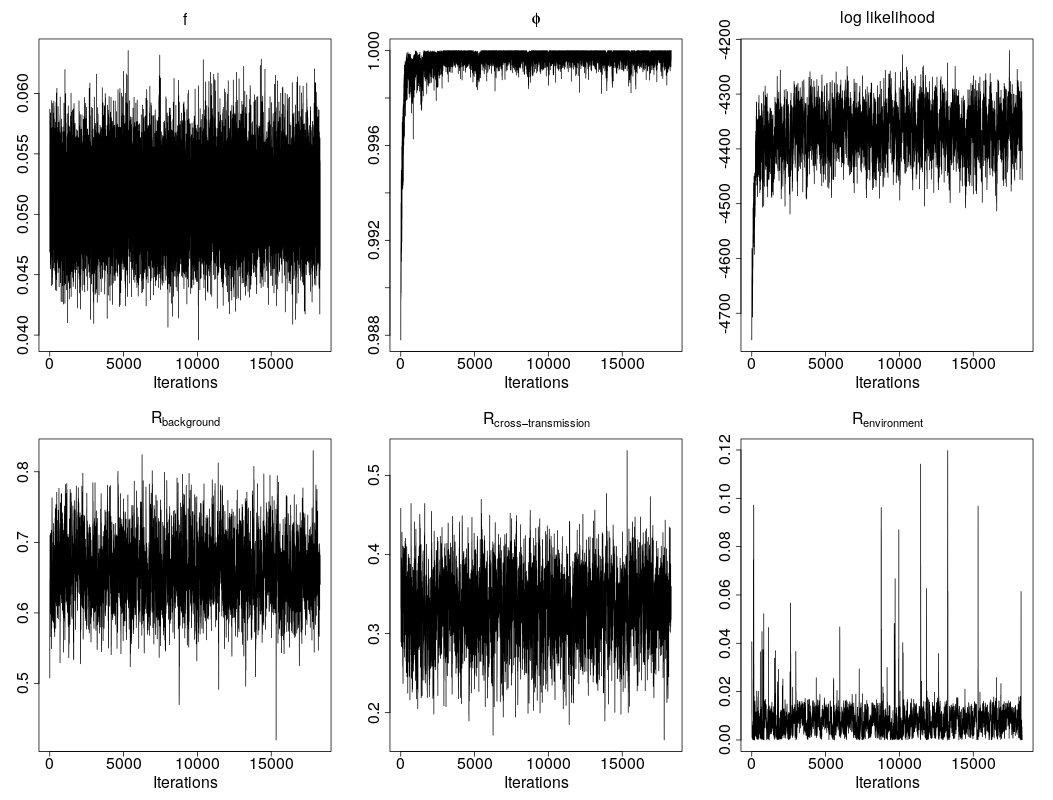 f
0.040 0.045 0.050 0.055 0.060
0 5000 10000 15000
Iterations
ϕ
0.988 0.992 0.996 1.000
0 5000 10000 15000
Iterations
log likelihood
-4700 -4600 -4500 -4400 -4300 -4200
0 5000 10000 15000
Iterations
Rbackground
0.5 0.6 0.7 0.8
0 5000 10000 15000
Iterations
Rcross−transmission
0.2 0.3 0.4 0.5
0 5000 10000 15000
Iterations
Renvironment
0.00 0.02 0.04 0.06 0.08 0.10 0.12
0 5000 10000 15000
Iterations